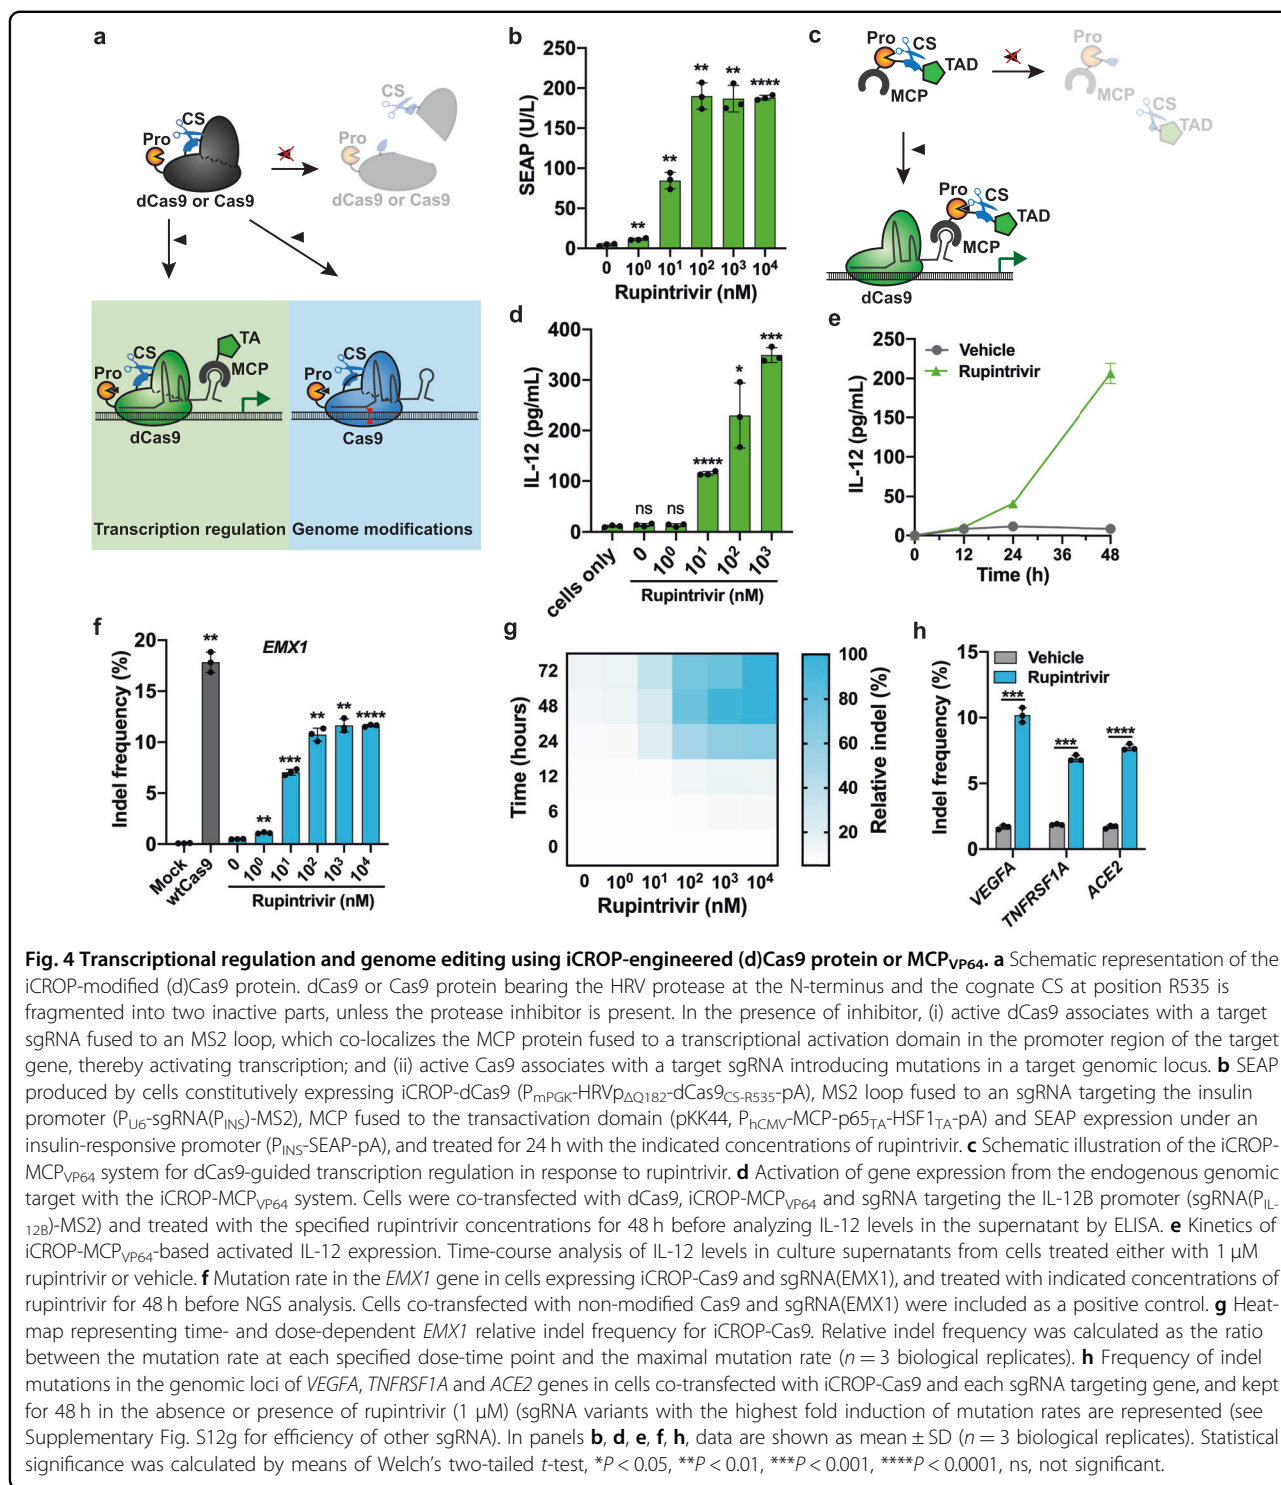 a
Pro
CS
dCas9 or Cas9
CS
Pro
dCas9 or Cas9
TA
CS
MCP
Pro
dCas9
CS
Pro
Cas9
Transcription regulation
Genome modifications
b
SEAP (U/L)
250
200
150
100
50
0
** ** ** ** ****
0 10⁰ 10¹ 10² 10³ 10⁴
Rupintrivir (nM)
c
Pro
CS
TAD
MCP
Pro
MCP
CS
TAD
Pro
CS
TAD
MCP
dCas9
d
IL-12 (pg/mL)
400
300
200
100
0
ns ns **** * ***
cells only 0 10⁰ 10¹ 10² 10³
Rupintrivir (nM)
e
Vehicle
Rupintrivir
IL-12 (pg/mL)
250
200
150
100
50
0
0 12 24 36 48
Time (h)
f
EMX1
Indel frequency (%)
20
15
10
5
0
** ** *** ** ** ****
Mock wtCas9 0 10⁰ 10¹ 10² 10³ 10⁴
Rupintrivir (nM)
g
Time (hours)
72
48
24
12
6
0
0 10⁰ 10¹ 10² 10³ 10⁴
Rupintrivir (nM)
100
80
60
40
20
Relative indel (%)
h
Vehicle
Rupintrivir
Indel frequency (%)
15
10
5
0
*** *** ****
VEGFA TNFRSF1A ACE2
Fig. 4 Transcriptional regulation and genome editing using iCROP-engineered (d)Cas9 protein or MCP_VP64. a Schematic representation of the
iCROP-modified (d)Cas9 protein. dCas9 or Cas9 protein bearing the HRV protease at the N-terminus and the cognate CS at position R535 is
fragmented into two inactive parts, unless the protease inhibitor is present. In the presence of inhibitor, (i) active dCas9 associates with a target
sgRNA fused to an MS2 loop, which co-localizes the MCP protein fused to a transcriptional activation domain in the promoter region of the target
gene, thereby activating transcription; and (ii) active Cas9 associates with a target sgRNA introducing mutations in a target genomic locus. b SEAP
produced by cells constitutively expressing iCROP-dCas9 (P_mPGK-HRVp_ΔQ182-dCas9_CS-R535-pA), MS2 loop fused to an sgRNA targeting the insulin
promoter (P_U6-sgRNA(P_INS)-MS2), MCP fused to the transactivation domain (pKK44, P_hCMV-MCP-p65_TA-HSF1_TA-pA) and SEAP expression under an
insulin-responsive promoter (P_INS-SEAP-pA), and treated for 24 h with the indicated concentrations of rupintrivir. c Schematic illustration of the iCROP-
MCP_VP64 system for dCas9-guided transcription regulation in response to rupintrivir. d Activation of gene expression from the endogenous genomic
target with the iCROP-MCP_VP64 system. Cells were co-transfected with dCas9, iCROP-MCP_VP64 and sgRNA targeting the IL-12B promoter (sgRNA(P_IL-
12B)-MS2) and treated with the specified rupintrivir concentrations for 48 h before analyzing IL-12 levels in the supernatant by ELISA. e Kinetics of
iCROP-MCP_VP64-based activated IL-12 expression. Time-course analysis of IL-12 levels in culture supernatants from cells treated either with 1 µM
rupintrivir or vehicle. f Mutation rate in the EMX1 gene in cells expressing iCROP-Cas9 and sgRNA(EMX1), and treated with indicated concentrations of
rupintrivir for 48 h before NGS analysis. Cells co-transfected with non-modified Cas9 and sgRNA(EMX1) were included as a positive control. g Heat-
map representing time- and dose-dependent EMX1 relative indel frequency for iCROP-Cas9. Relative indel frequency was calculated as the ratio
between the mutation rate at each specified dose-time point and the maximal mutation rate (n = 3 biological replicates). h Frequency of indel
mutations in the genomic loci of VEGFA, TNFRSF1A and ACE2 genes in cells co-transfected with iCROP-Cas9 and each sgRNA targeting gene, and kept
for 48 h in the absence or presence of rupintrivir (1 µM) (sgRNA variants with the highest fold induction of mutation rates are represented (see
Supplementary Fig. S12g for efficiency of other sgRNA). In panels b, d, e, f, h, data are shown as mean ± SD (n = 3 biological replicates). Statistical
significance was calculated by means of Welch's two-tailed t-test, *P < 0.05, **P < 0.01, ***P < 0.001, ****P < 0.0001, ns, not significant.